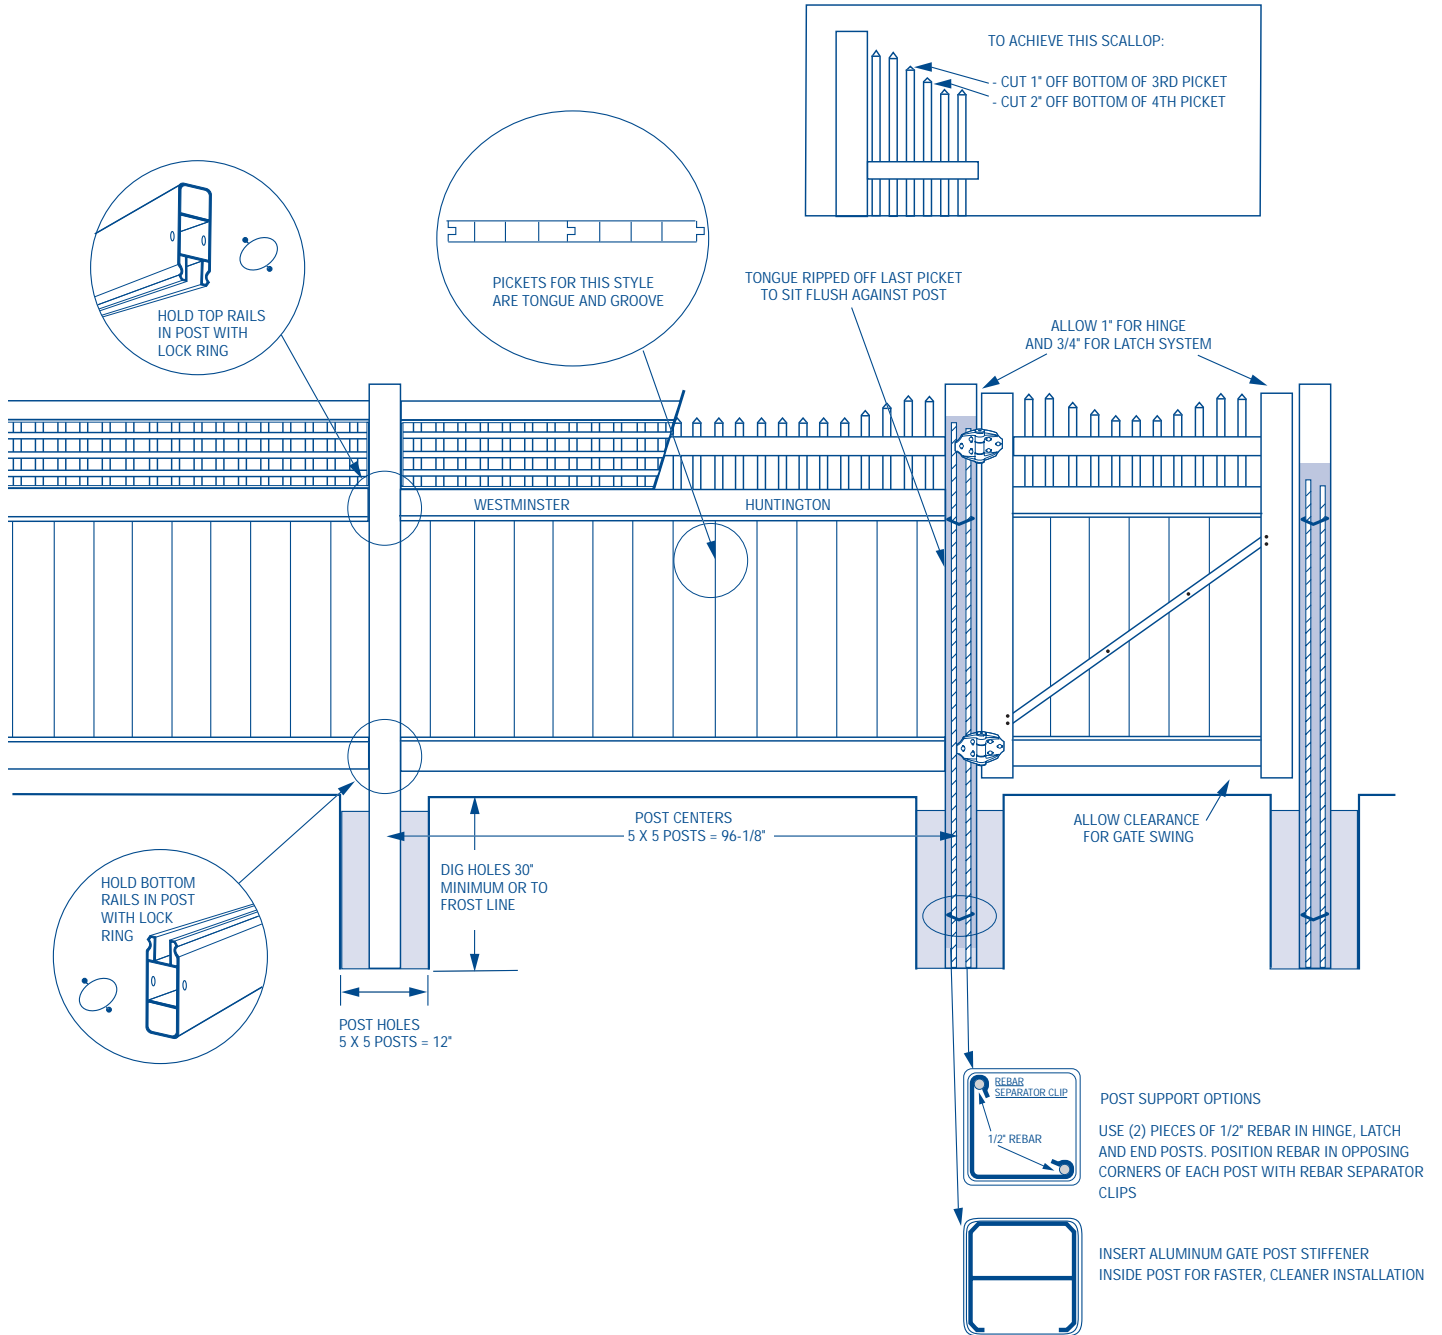 TO ACHIEVE THIS SCALLOP:
- CUT 1" OFF BOTTOM OF 3RD PICKET
- CUT 2" OFF BOTTOM OF 4TH PICKET
PICKETS FOR THIS STYLE
ARE TONGUE AND GROOVE
TONGUE RIPPED OFF LAST PICKET
TO SIT FLUSH AGAINST POST
HOLD TOP RAILS
IN POST WITH
LOCK RING
ALLOW 1" FOR HINGE
AND 3/4" FOR LATCH SYSTEM
WESTMINSTER
HUNTINGTON
POST CENTERS
5 X 5 POSTS = 96-1/8"
ALLOW CLEARANCE
FOR GATE SWING
DIG HOLES 30"
MINIMUM OR TO
FROST LINE
HOLD BOTTOM
RAILS IN POST
WITH LOCK
RING
POST HOLES
5 X 5 POSTS = 12"
REBAR
SEPARATOR CLIP
1/2" REBAR
POST SUPPORT OPTIONS
USE (2) PIECES OF 1/2" REBAR IN HINGE, LATCH
AND END POSTS. POSITION REBAR IN OPPOSING
CORNERS OF EACH POST WITH REBAR SEPARATOR
CLIPS
INSERT ALUMINUM GATE POST STIFFENER
INSIDE POST FOR FASTER, CLEANER INSTALLATION